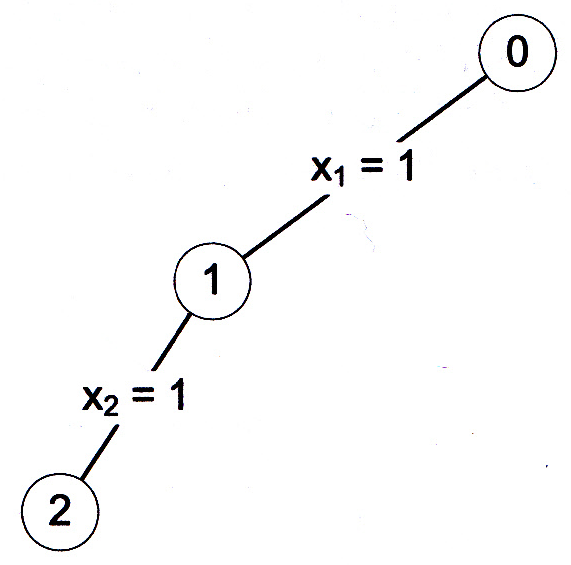 0
x₁ = 1
1
x₂ = 1
2